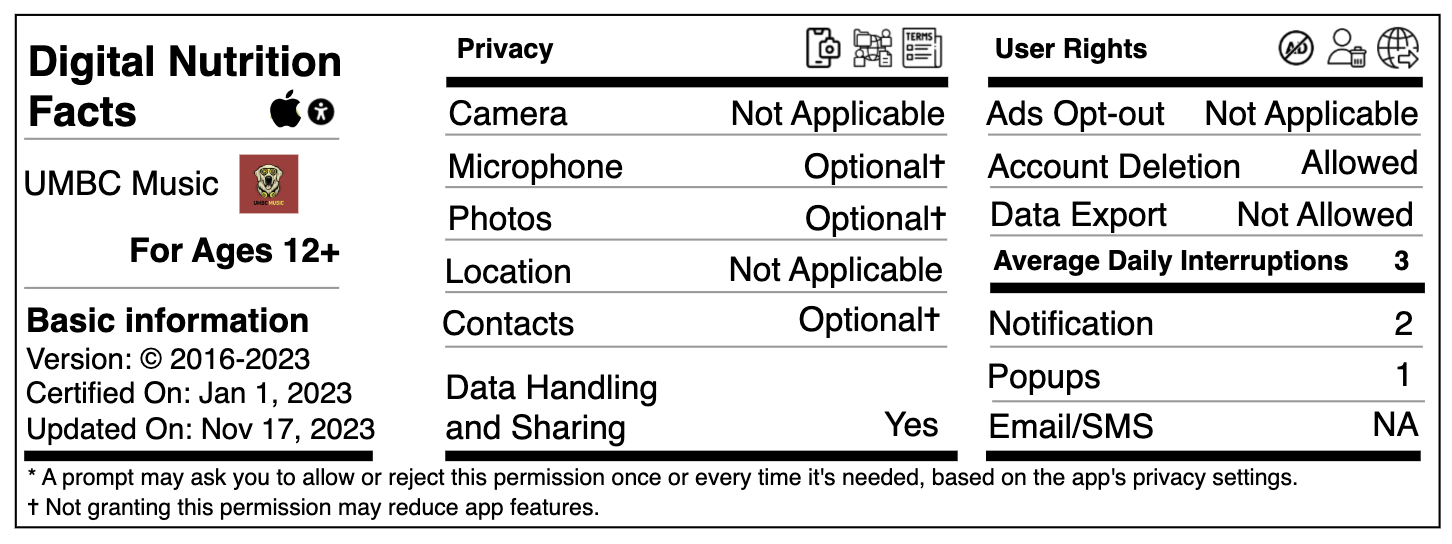 Digital Nutrition
Facts
UMBC Music
UMBC MUSIC
For Ages 12+
Basic information
Version: © 2016-2023
Certified On: Jan 1, 2023
Updated On: Nov 17, 2023
Privacy
TERMS
Camera Not Applicable
Microphone Optional✝
Photos Optional✝
Location Not Applicable
Contacts Optional✝
Data Handling
and Sharing Yes
User Rights
AD
Ads Opt-out Not Applicable
Account Deletion Allowed
Data Export Not Allowed
Average Daily Interruptions 3
Notification 2
Popups 1
Email/SMS NA
* A prompt may ask you to allow or reject this permission once or every time it's needed, based on the app's privacy settings.
✝ Not granting this permission may reduce app features.